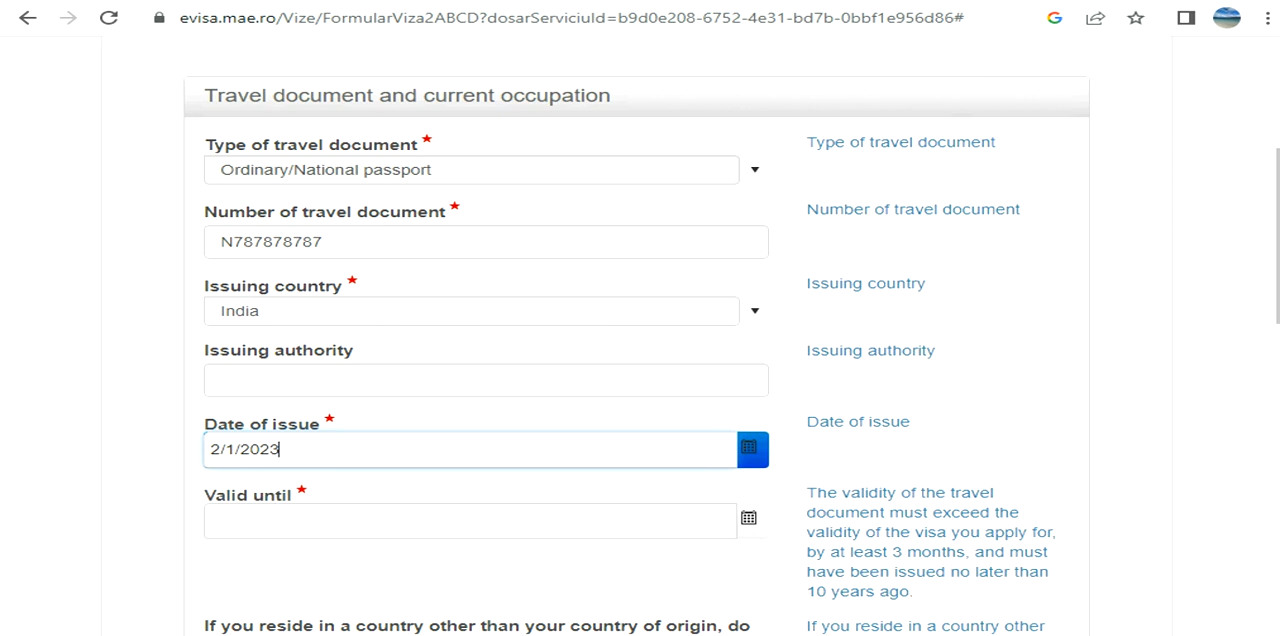 evisa.mae.ro/Vize/FormularViza2ABCD?dosarServiciuId=b9d0e208-6752-4e31-bd7b-0bbf1e956d86#
Travel document and current occupation
Type of travel document *
Type of travel document
Ordinary/National passport
Number of travel document *
Number of travel document
N787878787
Issuing country *
Issuing country
India
Issuing authority
Issuing authority
Date of issue *
Date of issue
2/1/2023
Valid until *
The validity of the travel
document must exceed the
validity of the visa you apply for,
by at least 3 months, and must
have been issued no later than
10 years ago.
If you reside in a country other than your country of origin, do
If you reside in a country other